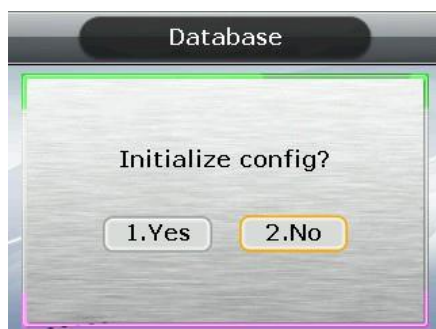 Database
Initialize config?
1.Yes
2.No